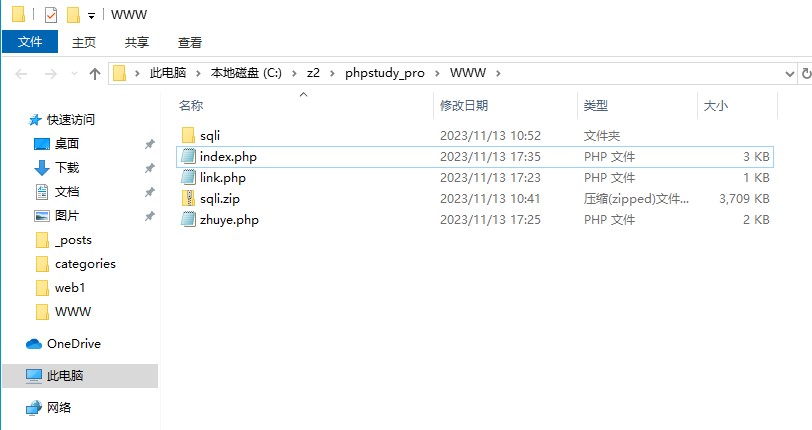 WWW
文件 主页 共享 查看
此电脑 本地磁盘 (C:) z2 phpstudy_pro WWW
快速访问
桌面
下载
文档
图片
_posts
categories
web1
WWW
OneDrive
此电脑
网络
名称 修改日期 类型 大小
sqli 2023/11/13 10:52 文件夹
index.php 2023/11/13 17:35 PHP 文件 3 KB
link.php 2023/11/13 17:23 PHP 文件 1 KB
sqli.zip 2023/11/13 10:41 压缩(zipped)文件... 3,709 KB
zhuye.php 2023/11/13 17:25 PHP 文件 2 KB